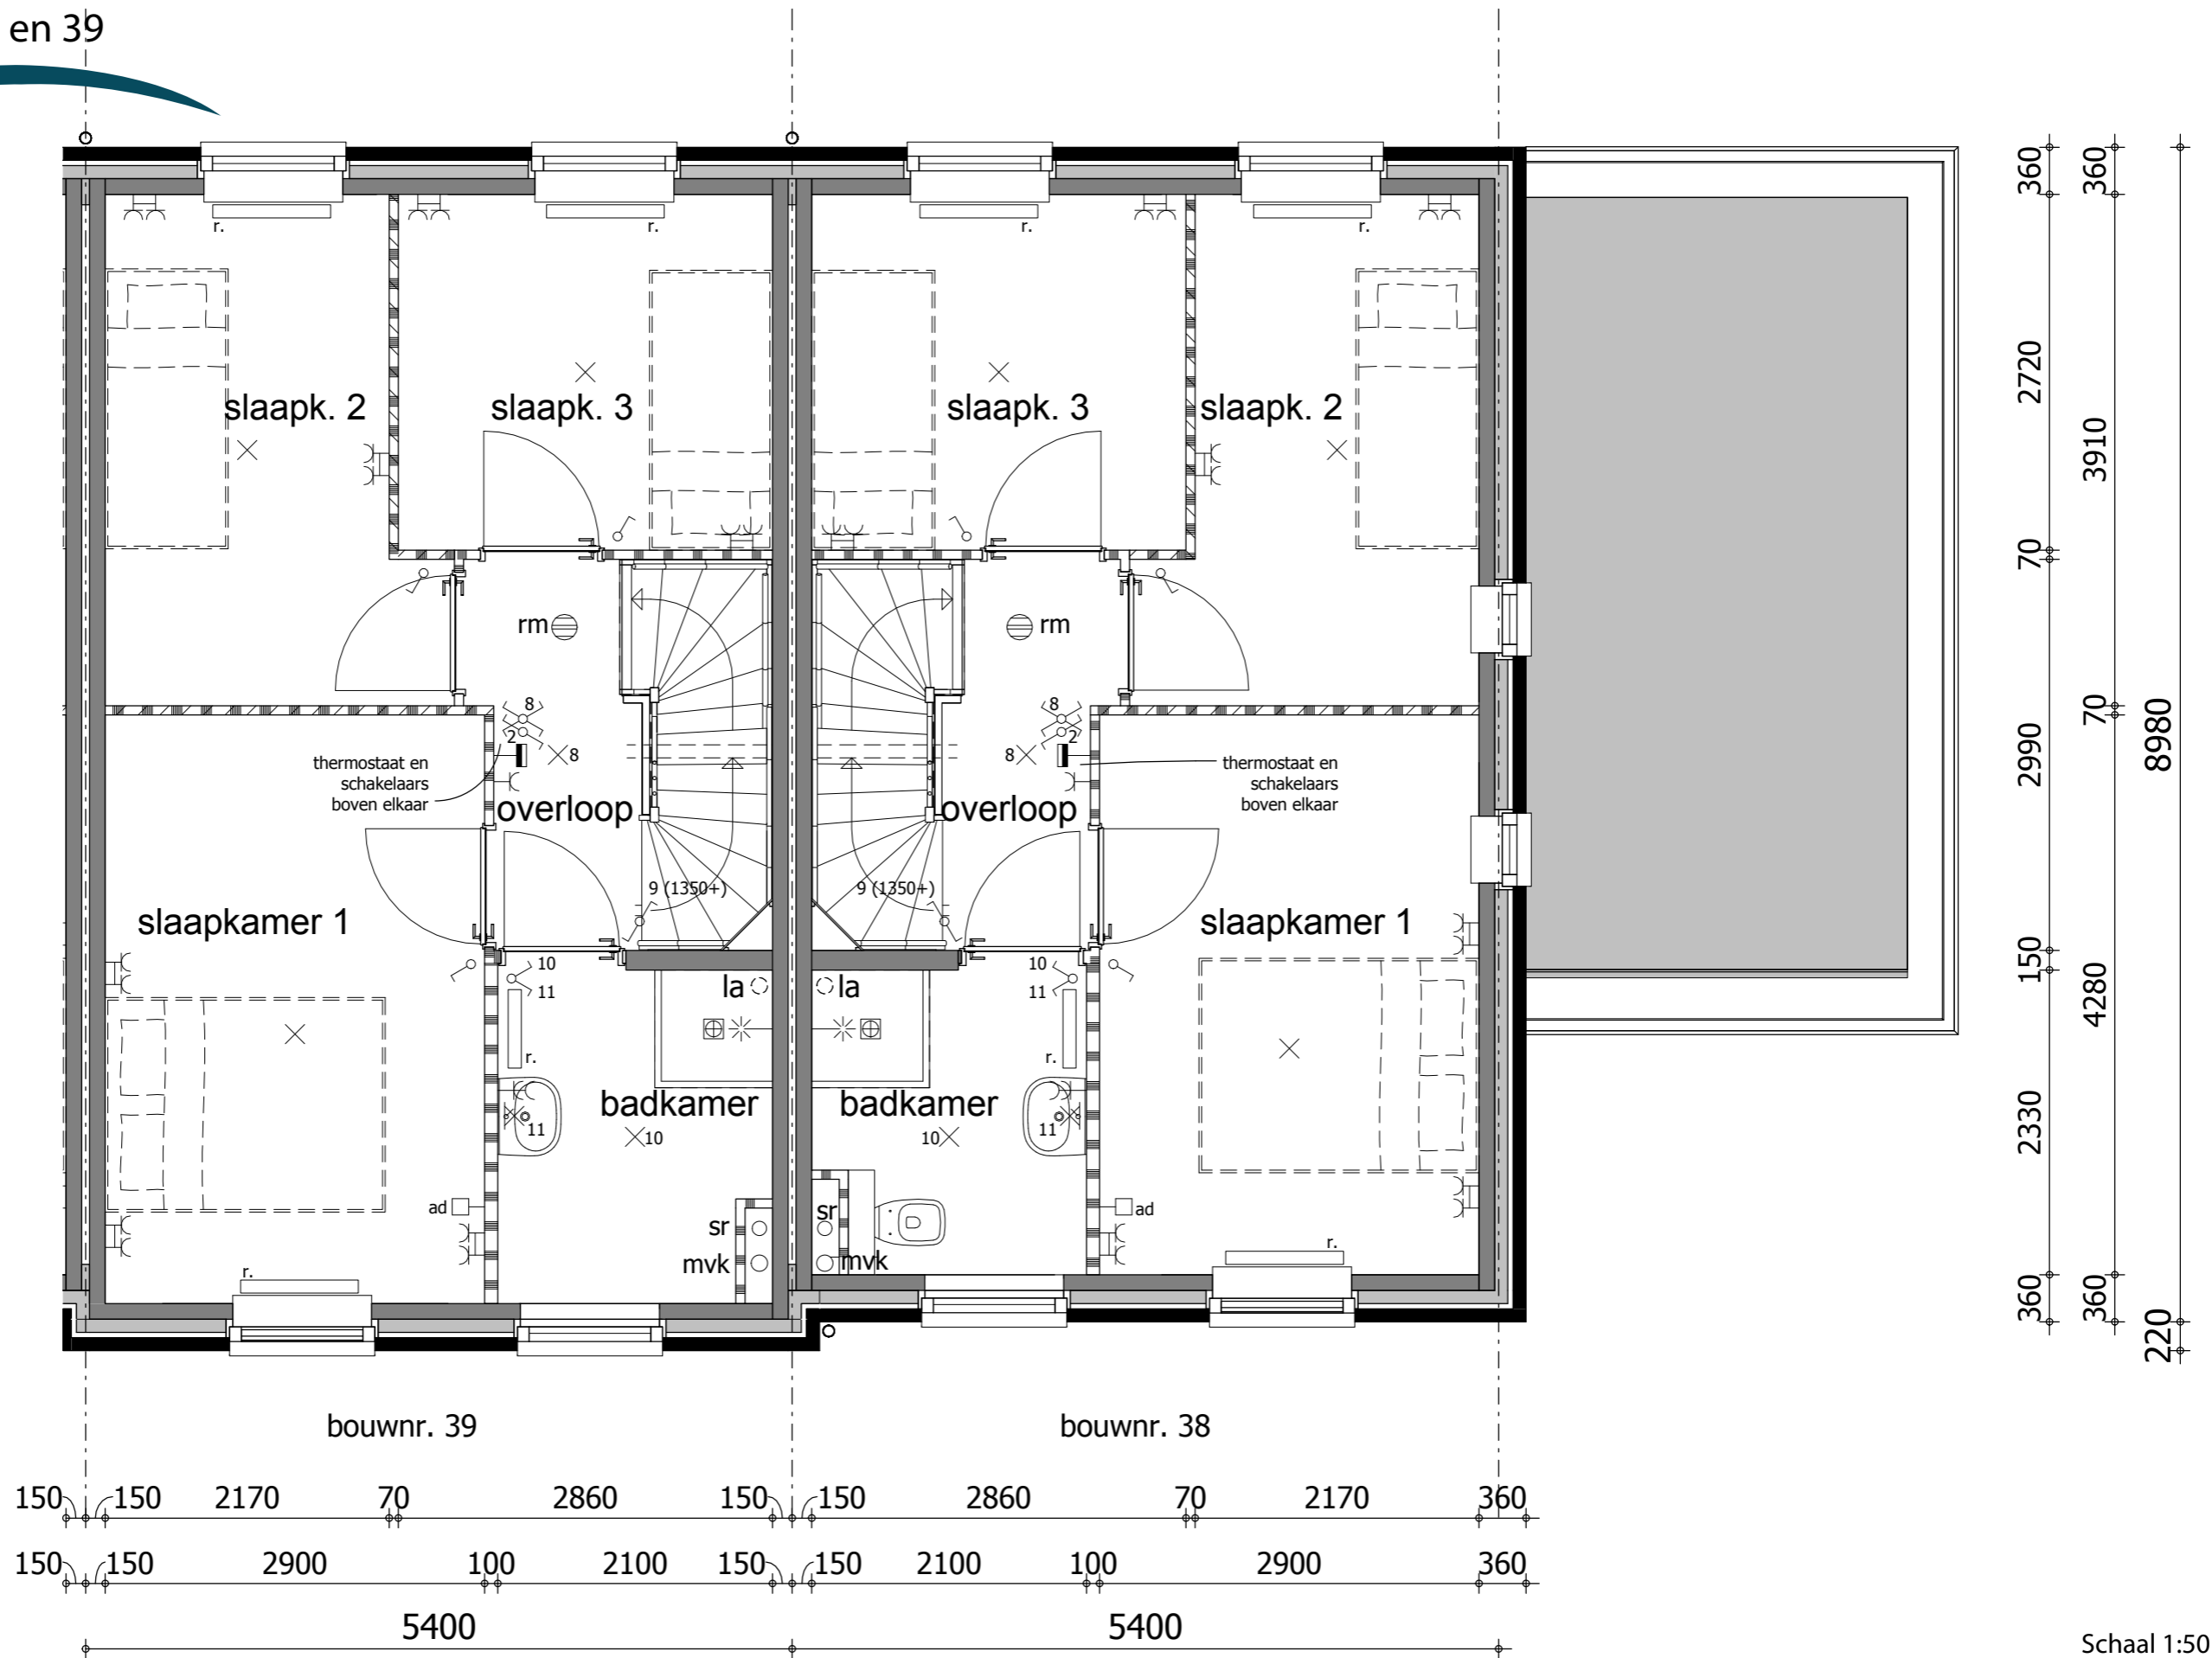 en 39
r.
r.
r.
r.
slaapk. 2
slaapk. 3
slaapk. 3
slaapk. 2
rm
rm
8
2
8
8
2
8
thermostaat en
schakelaars
boven elkaar
thermostaat en
schakelaars
boven elkaar
overloop
overloop
9 (1350+)
9 (1350+)
slaapkamer 1
slaapkamer 1
10
11
la
la
10
11
r.
r.
badkamer
badkamer
11
10
10
11
ad
sr
mvk
sr
mvk
ad
r.
r.
bouwnr. 39
bouwnr. 38
150 150 2170 70 2860 150 150 2860 70 2170 360
150 150 2900 100 2100 150 150 2100 100 2900 360
5400 5400
360 2720 70 2990 150 2330 360
360 3910 70 4280 360
8980 220
Schaal 1:50